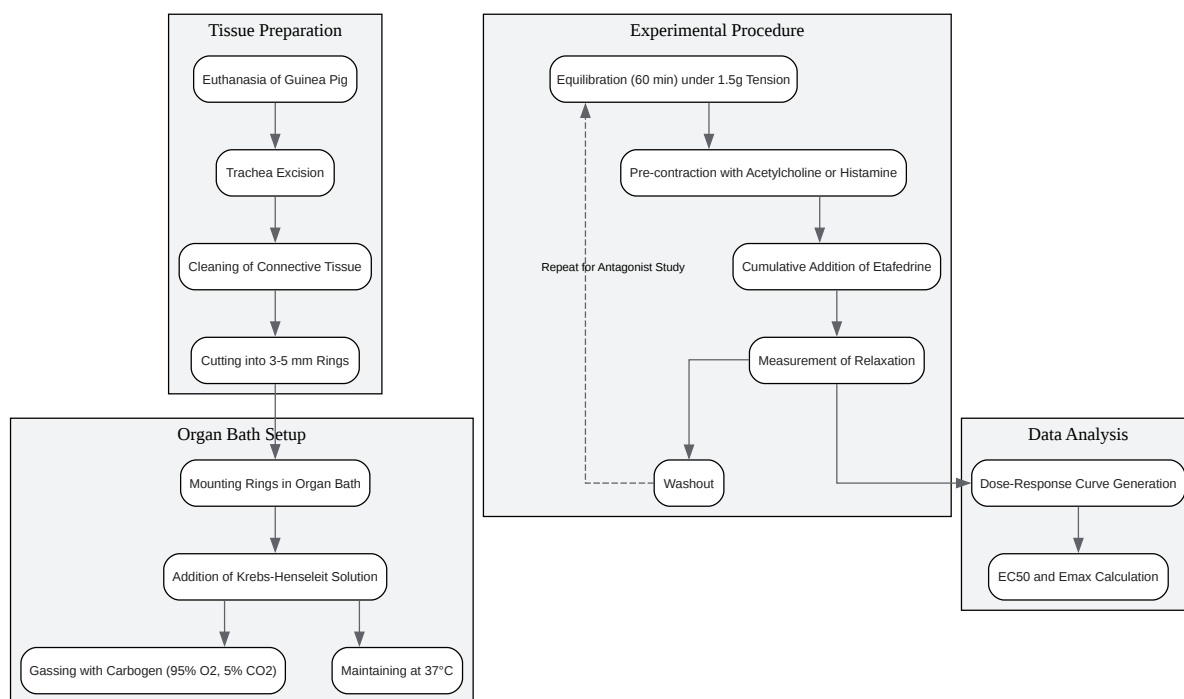 Tissue Preparation
Euthanasia of Guinea Pig
Trachea Excision
Cleaning of Connective Tissue
Cutting into 3-5 mm Rings
Organ Bath Setup
Mounting Rings in Organ Bath
Addition of Krebs-Henseleit Solution
Gassing with Carbogen (95% O2, 5% CO2)
Maintaining at 37°C
Experimental Procedure
Equilibration (60 min) under 1.5g Tension
Pre-contraction with Acetylcholine or Histamine
Repeat for Antagonist Study
Cumulative Addition of Etafedrine
Measurement of Relaxation
Washout
Data Analysis
Dose-Response Curve Generation
EC50 and Emax Calculation